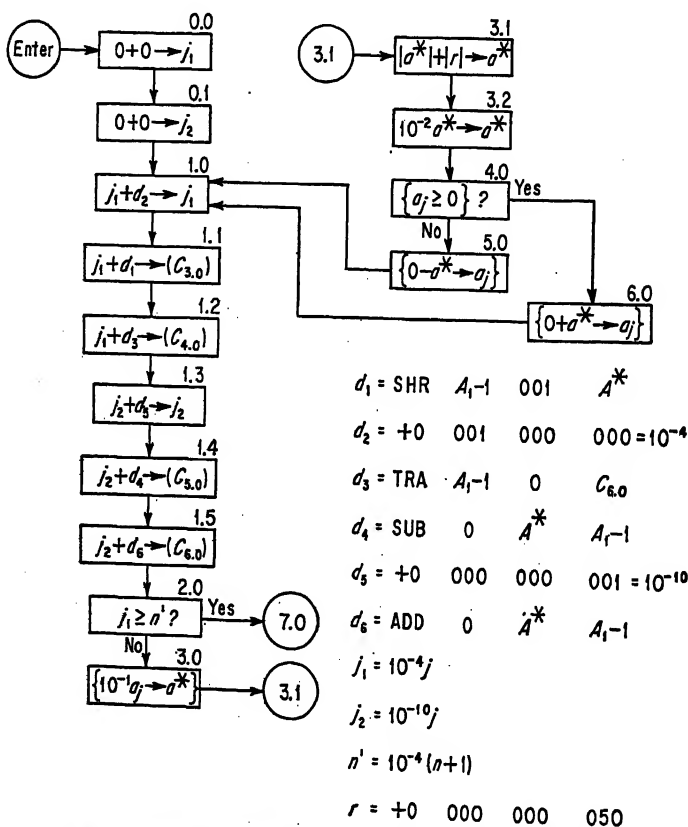 Enter
0.0
0+0→j₁
0.1
0+0→j₂
1.0
j₁+d₂→j₁
1.1
j₁+d₁→(C₃.₀)
1.2
j₁+d₃→(C₄.₀)
1.3
j₂+d₅→j₂
1.4
j₂+d₄→(C₅.₀)
1.5
j₂+d₆→(C₆.₀)
2.0
j₁≥n'?
Yes
7.0
No
3.0
{10⁻¹aⱼ→a*}
3.1
3.1
3.1
|a*|+|r|→a*
3.2
10⁻²a*→a*
4.0
{aⱼ≥0}?
Yes
No
5.0
{0-a*→aⱼ}
6.0
{0+a*→aⱼ}
d₁ = SHR A₁-1 001 A*
d₂ = +0 001 000 000=10⁻⁴
d₃ = TRA A₁-1 0 C₆.₀
d₄ = SUB 0 A* A₁-1
d₅ = +0 000 000 001=10⁻¹⁰
d₆ = ADD 0 A* A₁-1
j₁ = 10⁻⁴j
j₂ = 10⁻¹⁰j
n' = 10⁻⁴(n+1)
r = +0 000 000 050